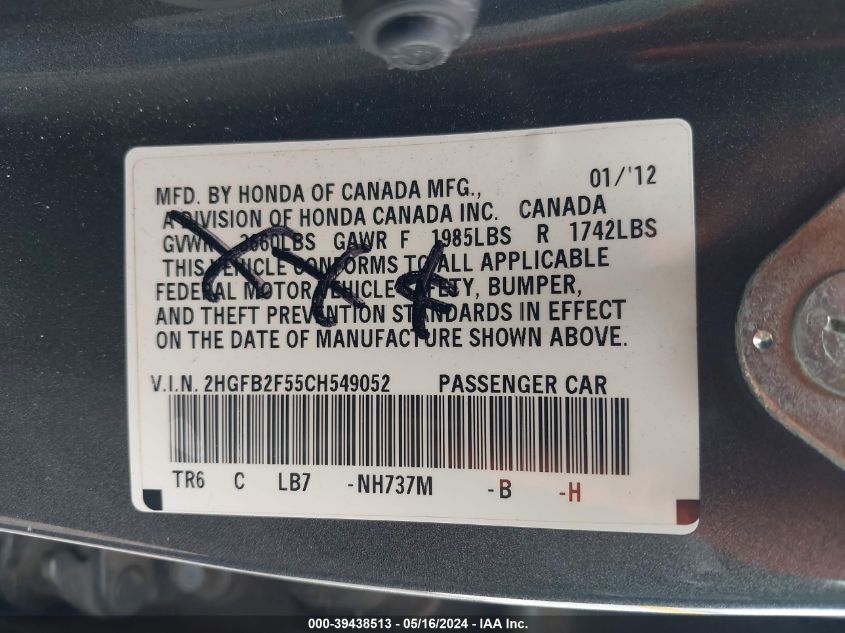 MFD. BY HONDA OF CANADA MFG., 01/'12
A DIVISION OF HONDA CANADA INC. CANADA
GVWR 3660LBS GAWR F 1985LBS R 1742LBS
THIS VEHICLE CONFORMS TO ALL APPLICABLE
FEDERAL MOTOR VEHICLE SAFETY, BUMPER,
AND THEFT PREVENTION STANDARDS IN EFFECT
ON THE DATE OF MANUFACTURE SHOWN ABOVE.
V.I.N. 2HGFB2F55CH549052 PASSENGER CAR
TR6 C LB7 -NH737M -B -H
000-39438513 - 05/16/2024 - IAA Inc.